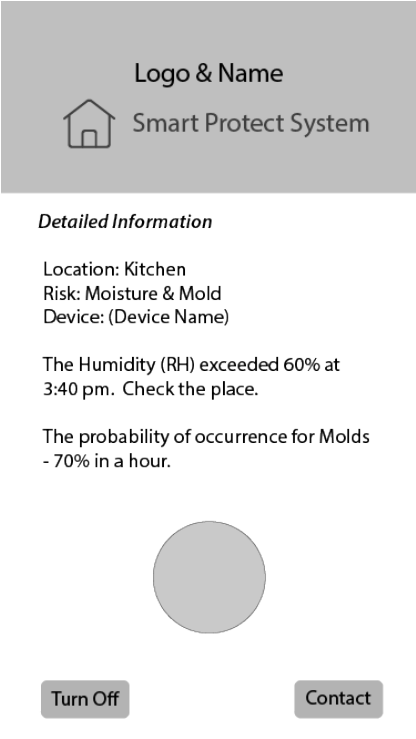 Logo & Name
Smart Protect System
Detailed Information
Location: Kitchen
Risk: Moisture & Mold
Device: (Device Name)
The Humidity (RH) exceeded 60% at
3:40 pm. Check the place.
The probability of occurrence for Molds
- 70% in a hour.
Turn Off
Contact